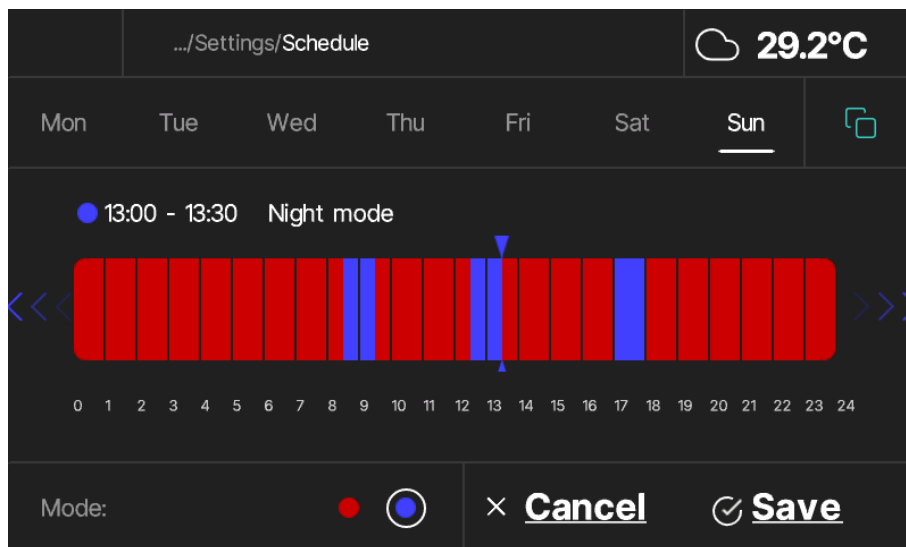 .../Settings/Schedule 29.2°C
Mon Tue Wed Thu Fri Sat Sun
13:00 - 13:30 Night mode
0 1 2 3 4 5 6 7 8 9 10 11 12 13 14 15 16 17 18 19 20 21 22 23 24
Mode: Cancel Save